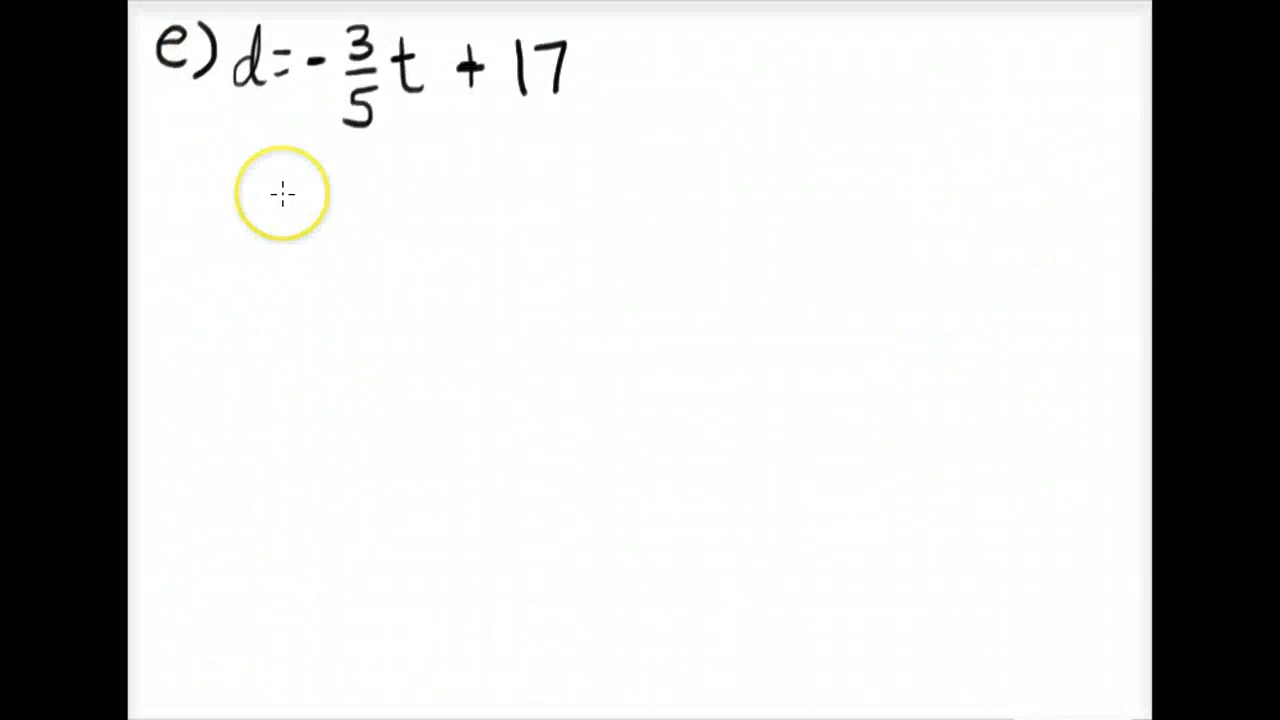 e) d = - 3/5 t + 17